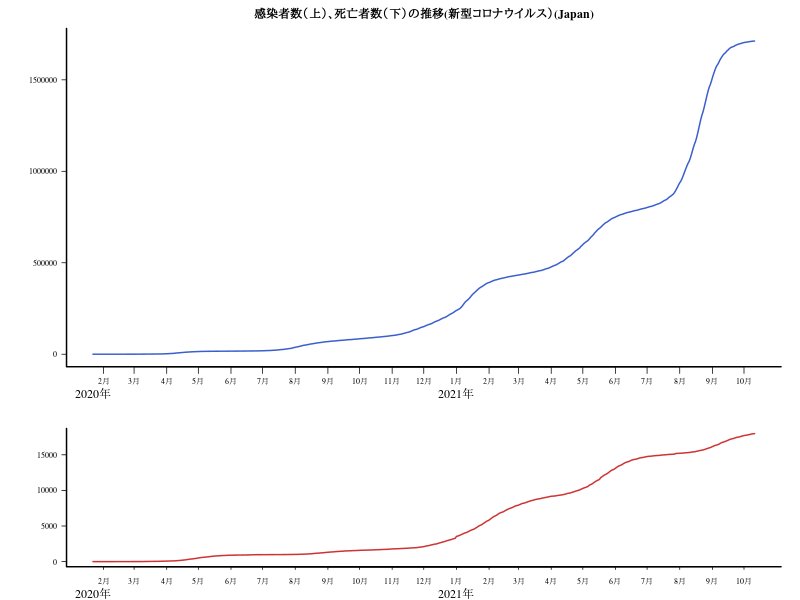 感染者数（上）、死亡者数（下）の推移(新型コロナウイルス）(Japan)
1500000
1000000
500000
0
2月 3月 4月 5月 6月 7月 8月 9月 10月 11月 12月 1月 2月 3月 4月 5月 6月 7月 8月 9月 10月
2020年 2021年
15000
10000
5000
0
2月 3月 4月 5月 6月 7月 8月 9月 10月 11月 12月 1月 2月 3月 4月 5月 6月 7月 8月 9月 10月
2020年 2021年